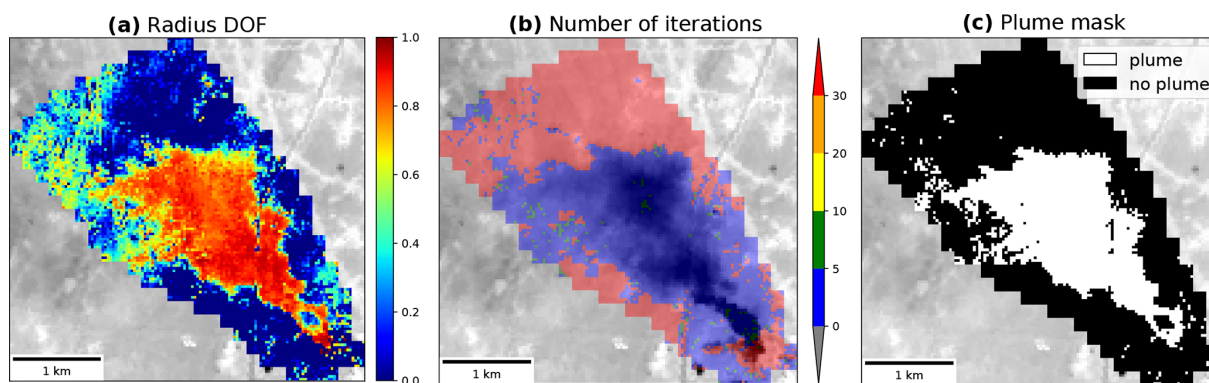 (a) Radius DOF
1.0
0.8
0.6
0.4
0.2
0.0
1 km
(b) Number of iterations
30
20
10
5
0
1 km
(c) Plume mask
plume
no plume
1 km